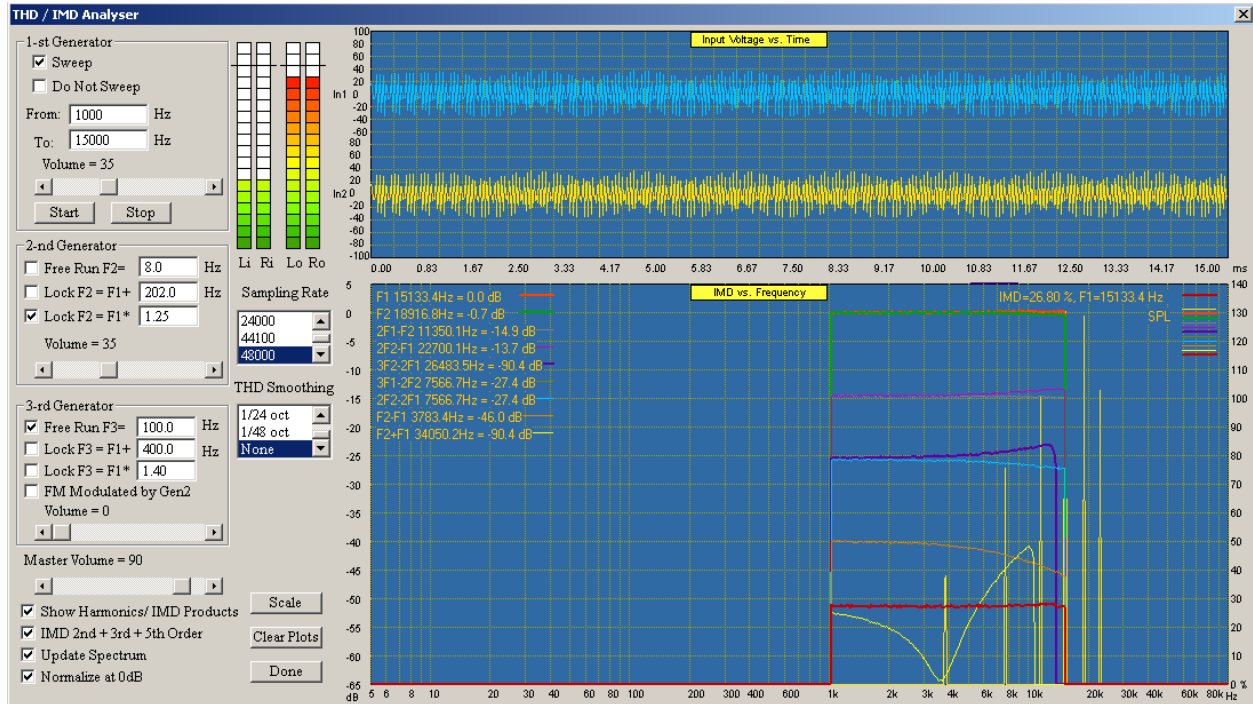 THD / IMD Analyser
1-st Generator
Sweep
Do Not Sweep
From: 1000 Hz
To: 15000 Hz
Volume = 35
Start Stop
2-nd Generator
Free Run F2= 8.0 Hz
Lock F2 = F1+ 202.0 Hz
Lock F2 = F1* 1.25
Volume = 35
3-rd Generator
Free Run F3= 100.0 Hz
Lock F3 = F1+ 400.0 Hz
Lock F3 = F1* 1.40
FM Modulated by Gen2
Volume = 0
Master Volume = 90
Show Harmonics/ IMD Products
IMD 2nd + 3rd + 5th Order
Update Spectrum
Normalize at 0dB
Li Ri Lo Ro
Sampling Rate
24000
44100
48000
THD Smoothing
1/24 oct
1/48 oct
None
Scale
Clear Plots
Done
Input Voltage vs. Time
100
80
60
40
20
In1 0
-20
-40
-60
80
60
40
20
In2 0
-20
-40
-60
-80
-100
0.00 0.83 1.67 2.50 3.33 4.17 5.00 5.83 6.67 7.50 8.33 9.17 10.00 10.83 11.67 12.50 13.33 14.17 15.00 ms
IMD vs. Frequency
F1 15133.4Hz = 0.0 dB
F2 18916.8Hz = -0.7 dB
2F1-F2 11350.1Hz = -14.9 dB
2F2-F1 22700.1Hz = -13.7 dB
3F2-2F1 26483.5Hz = -90.4 dB
3F1-2F2 7566.7Hz = -27.4 dB
2F2-2F1 7566.7Hz = -27.4 dB
F2-F1 3783.4Hz = -46.0 dB
F2+F1 34050.2Hz = -90.4 dB
IMD=26.80 %, F1=15133.4 Hz
SPL
5
0
-5
-10
-15
-20
-25
-30
-35
-40
-45
-50
-55
-60
-65
dB
140
130
120
110
100
90
80
70
60
50
40
30
20
10
0 %
5 6 8 10 20 30 40 60 80 100 200 300 400 600 1k 2k 3k 4k 6k 8k 10k 20k 30k 40k 60k 80k Hz